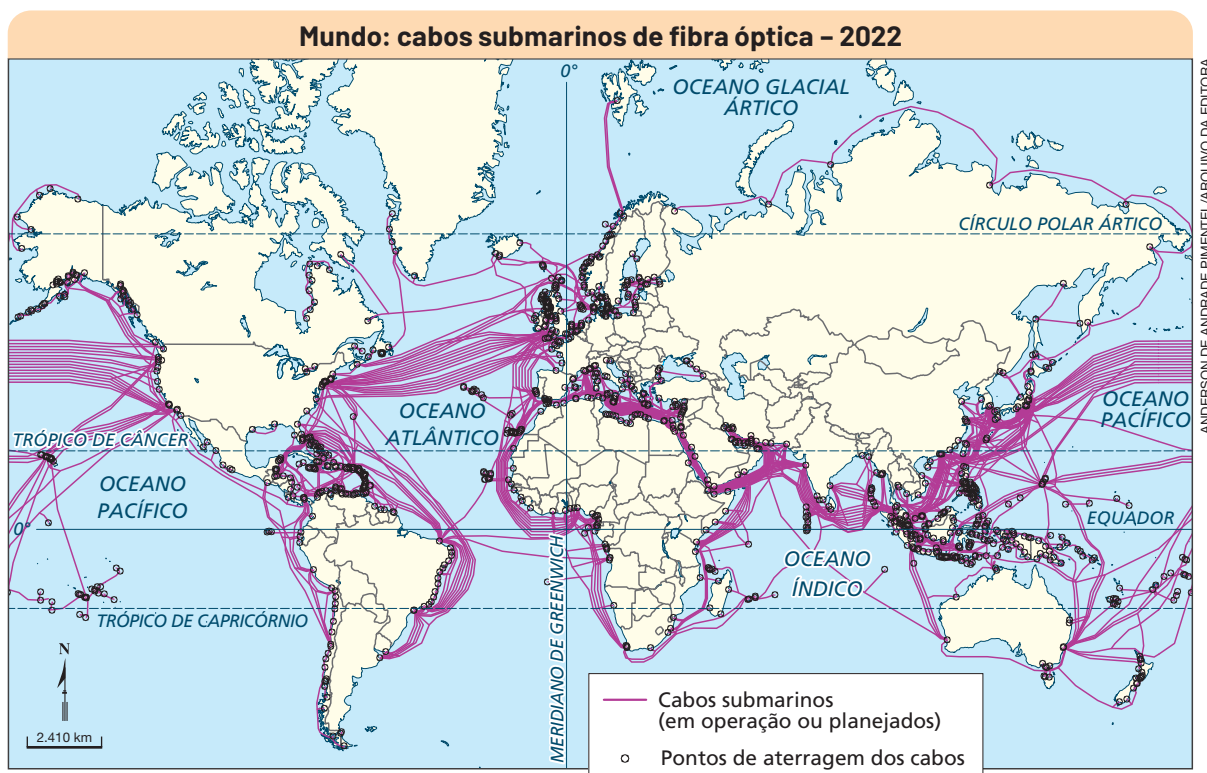 Mundo: cabos submarinos de fibra óptica – 2022
0°
OCEANO GLACIAL
ÁRTICO
CÍRCULO POLAR ÁRTICO
OCEANO
ATLÂNTICO
OCEANO
PACÍFICO
TRÓPICO DE CÂNCER
OCEANO
PACÍFICO
0°
EQUADOR
OCEANO
ÍNDICO
TRÓPICO DE CAPRICÓRNIO
MERIDIANO DE GREENWICH
N
2.410 km
Cabos submarinos
(em operação ou planejados)
Pontos de aterragem dos cabos
ANDERSON DE ANDRADE PIMENTEL/ARQUIVO DA EDITORA